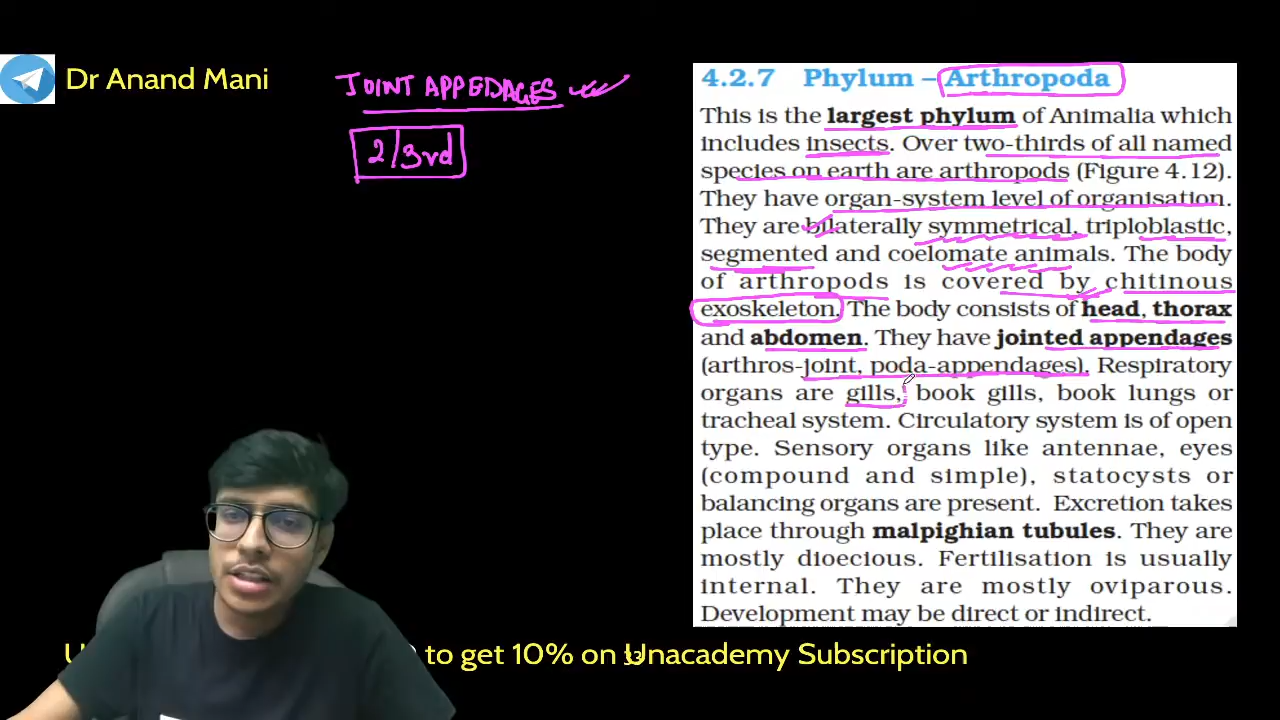 Dr Anand Mani
JOINT APPEDAGES
2/3rd
4.2.7 Phylum – Arthropoda
This is the largest phylum of Animalia which
includes insects. Over two-thirds of all named
species on earth are arthropods (Figure 4.12).
They have organ-system level of organisation.
They are bilaterally symmetrical, triploblastic,
segmented and coelomate animals. The body
of arthropods is covered by chitinous
exoskeleton. The body consists of head, thorax
and abdomen. They have jointed appendages
(arthros-joint, poda-appendages). Respiratory
organs are gills, book gills, book lungs or
tracheal system. Circulatory system is of open
type. Sensory organs like antennae, eyes
(compound and simple), statocysts or
balancing organs are present. Excretion takes
place through malpighian tubules. They are
mostly dioecious. Fertilisation is usually
internal. They are mostly oviparous.
Development may be direct or indirect.
to get 10% on Unacademy Subscription
33